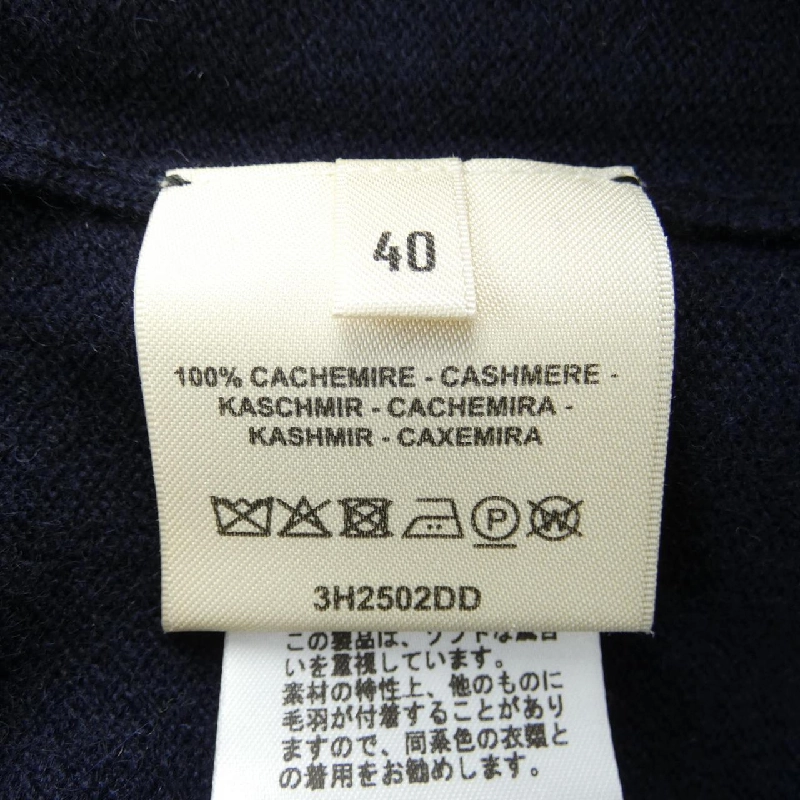 40
100% CACHEMIRE - CASHMERE -
KASCHMIR - CACHEMIRA -
KASHMIR - CAXEMIRA
P W
3H2502DD
この製品は、ソフトな風合
いを重視しています。
素材の特性上、他のものに
毛羽が付着することがあり
ますので、同系色の衣類と
の着用をお勧めします。